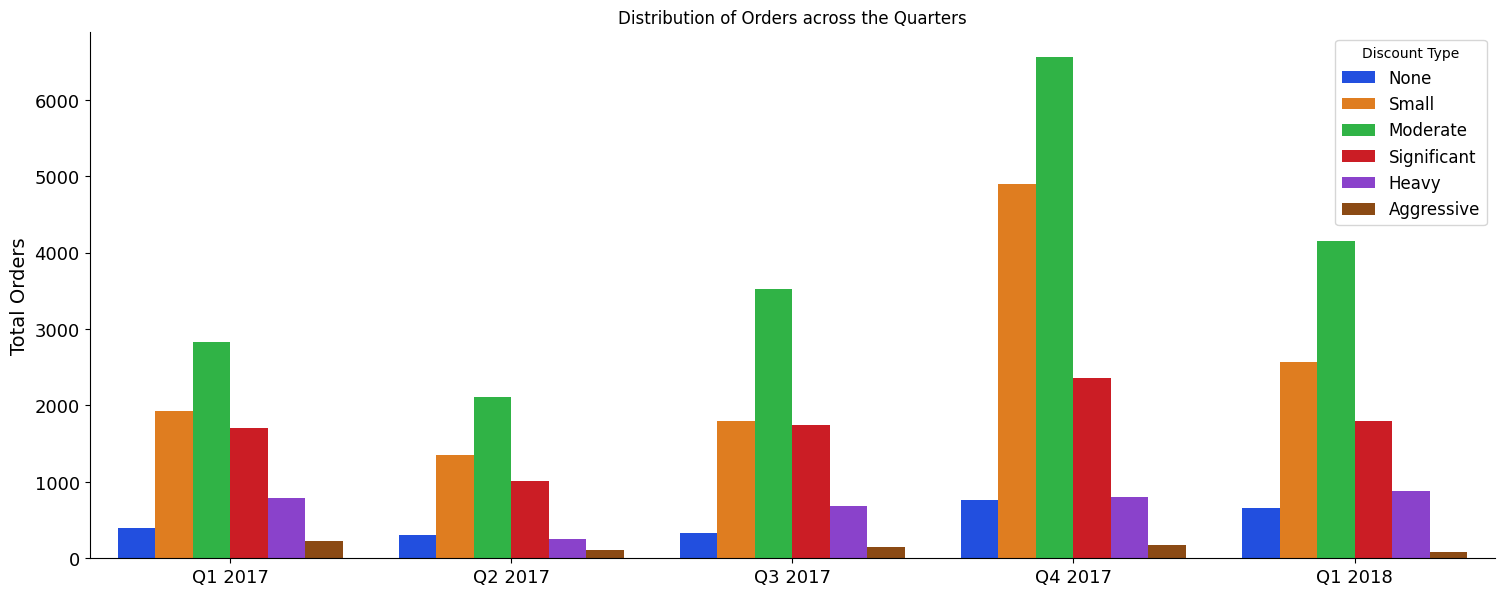 Distribution of Orders across the Quarters
Total Orders
6000
5000
4000
3000
2000
1000
0
Q1 2017
Q2 2017
Q3 2017
Q4 2017
Q1 2018
Discount Type
None
Small
Moderate
Significant
Heavy
Aggressive